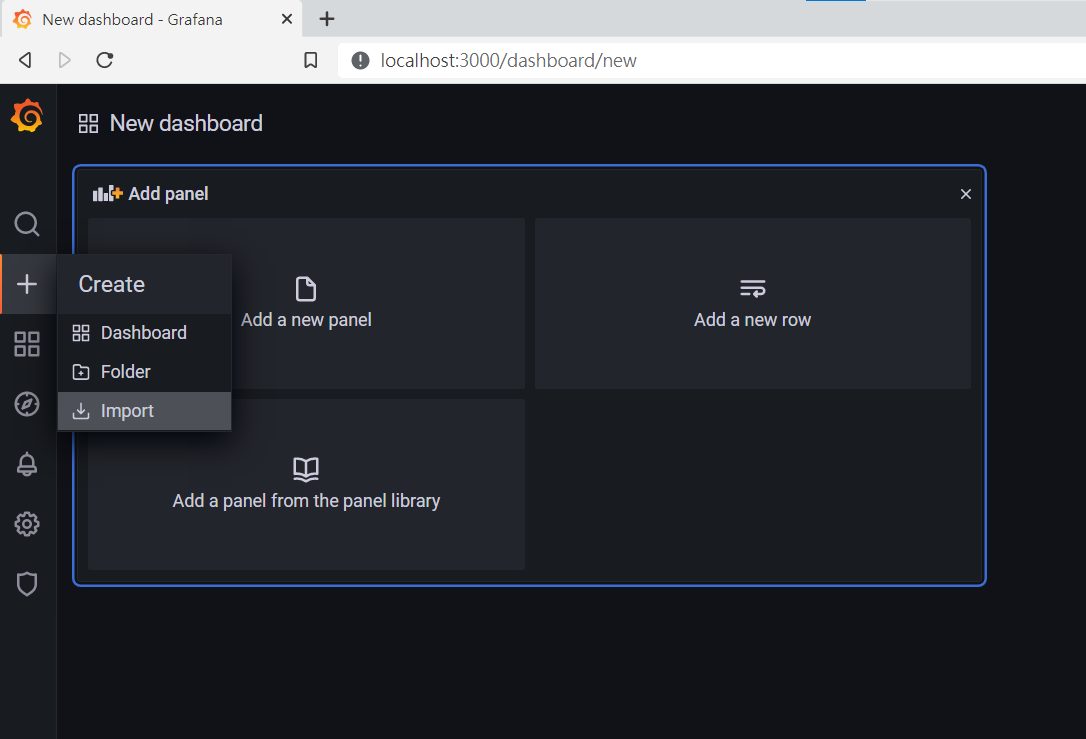 New dashboard - Grafana
localhost:3000/dashboard/new
New dashboard
Add panel
Create
Dashboard
Folder
Import
Add a new panel
Add a new row
Add a panel from the panel library